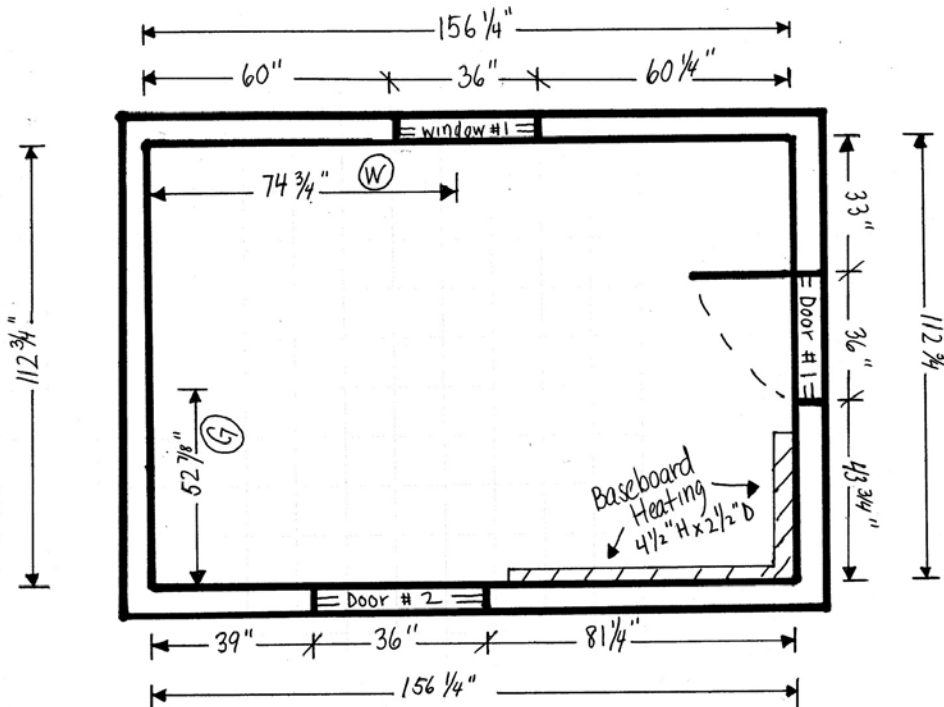 156 1/4"
60" 36" 60 1/4"
window #1
74 3/4" W
33"
Door #1
36"
112 3/4"
112 3/4
52 7/8" G
43 3/4"
Baseboard
Heating
4 1/2" H x 2 1/2" D
Door # 2
39" 36" 81 1/4"
156 1/4"